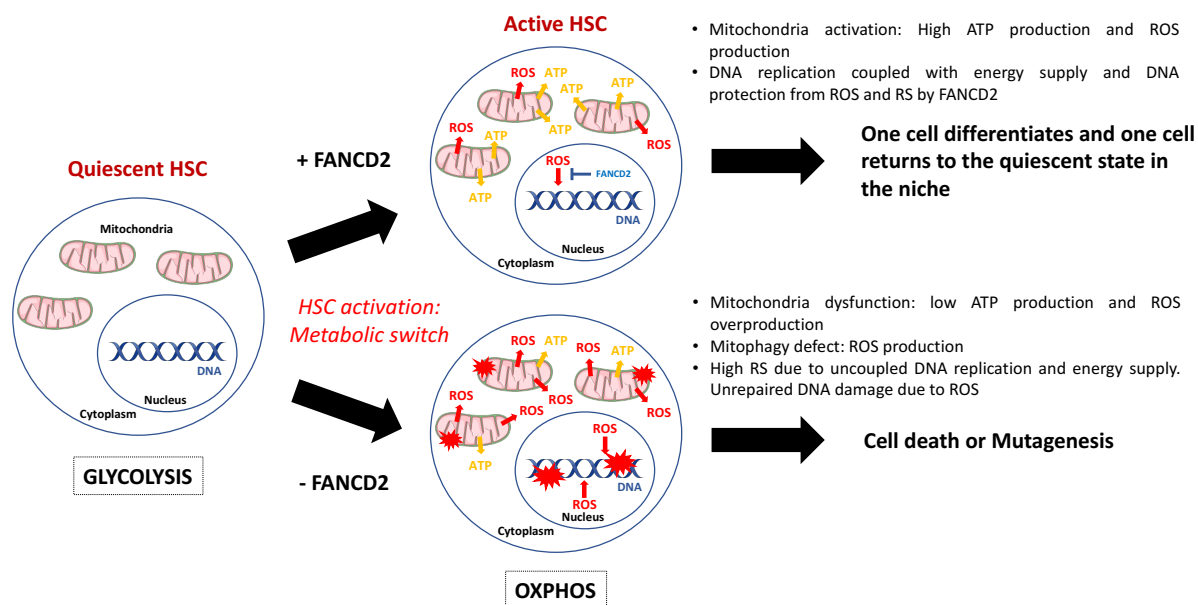 Quiescent HSC
Mitochondria
DNA
Nucleus
Cytoplasm
GLYCOLYSIS
+ FANCD2
HSC activation:
Metabolic switch
- FANCD2
Active HSC
ROS
ATP
ATP
ATP
ATP
ATP
ROS
ROS
ATP
ATP
ROS
FANCD2
DNA
Nucleus
Cytoplasm
• Mitochondria activation: High ATP production and ROS
production
• DNA replication coupled with energy supply and DNA
protection from ROS and RS by FANCD2
One cell differentiates and one cell
returns to the quiescent state in
the niche
ROS
ATP
ROS
ATP
ROS
ROS
ROS
ROS
ATP
ROS
DNA
ROS
Nucleus
Cytoplasm
OXPHOS
• Mitochondria dysfunction: low ATP production and ROS
overproduction
• Mitophagy defect: ROS production
• High RS due to uncoupled DNA replication and energy supply.
Unrepaired DNA damage due to ROS
Cell death or Mutagenesis